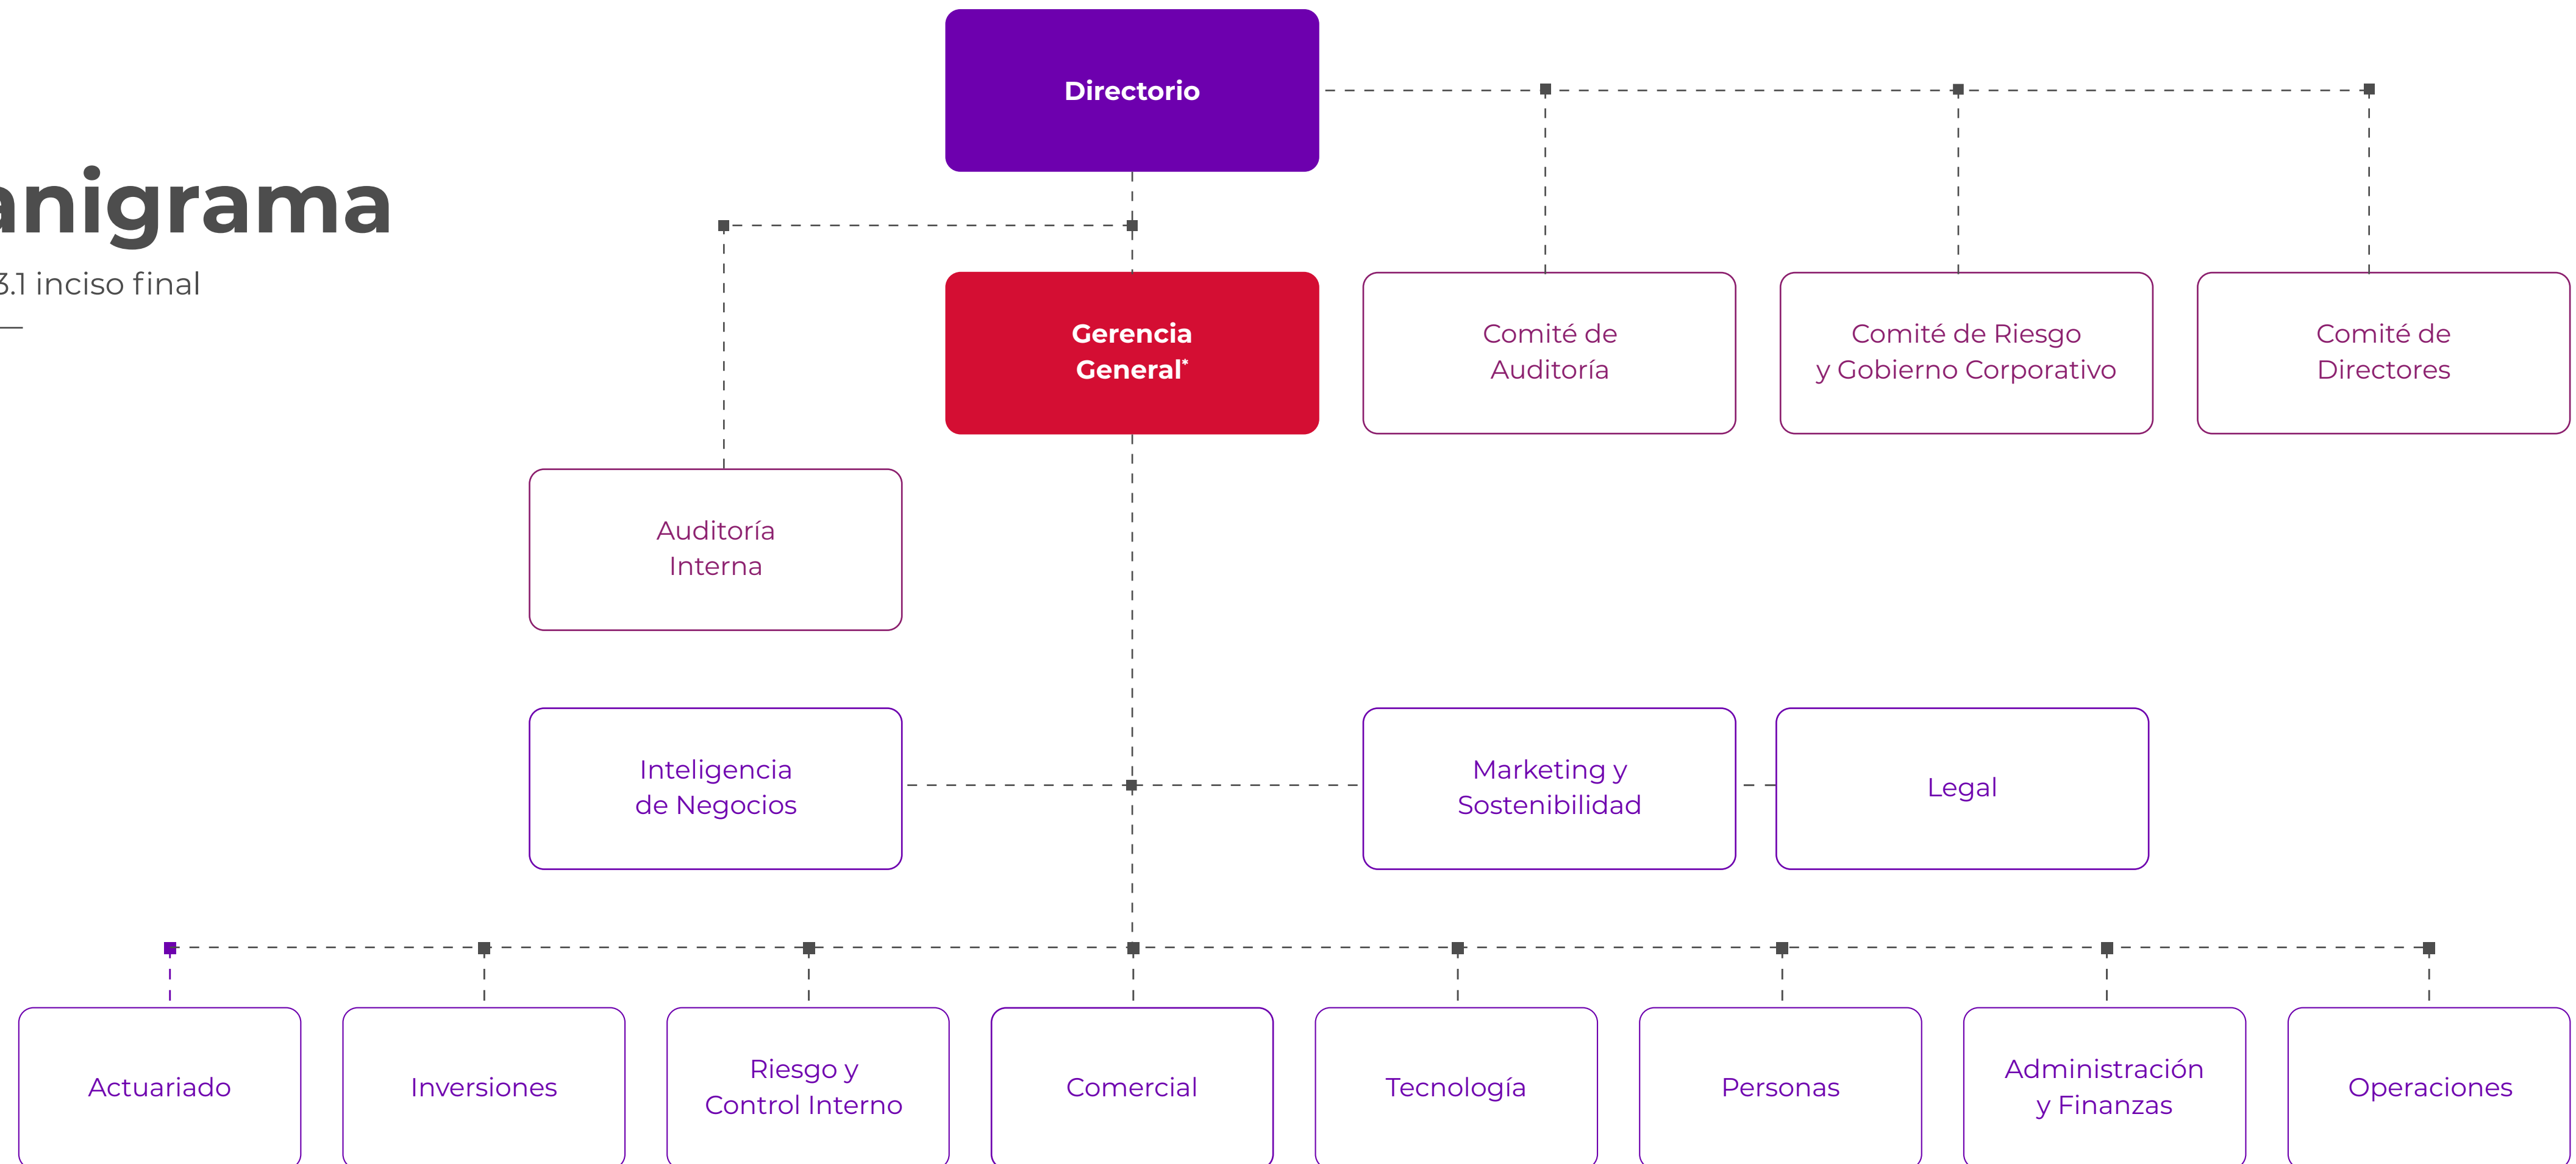 Directorio
anigrama
3.1 inciso final
Gerencia
General*
Comité de
Auditoría
Comité de Riesgo
y Gobierno Corporativo
Comité de
Directores
Auditoría
Interna
Inteligencia
de Negocios
Marketing y
Sostenibilidad
Legal
Actuariado
Inversiones
Riesgo y
Control Interno
Comercial
Tecnología
Personas
Administración
y Finanzas
Operaciones